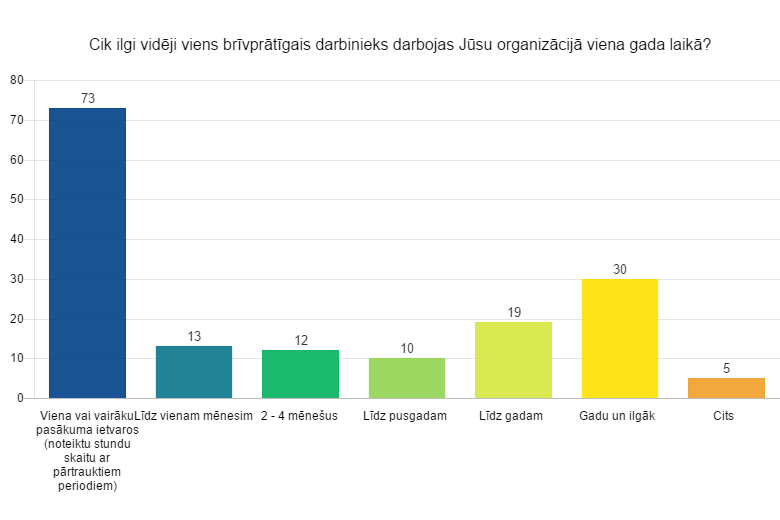 Cik ilgi vidēji viens brīvprātīgais darbinieks darbojas Jūsu organizācijā viena gada laikā?
80
70
60
50
40
30
20
10
0
73
13
12
10
19
30
5
Viena vai vairāku
pasākuma ietvaros
(noteiktu stundu
skaitu ar
pārtrauktiem
periodiem)
Līdz vienam mēnesim
2 - 4 mēnešus
Līdz pusgadam
Līdz gadam
Gadu un ilgāk
Cits